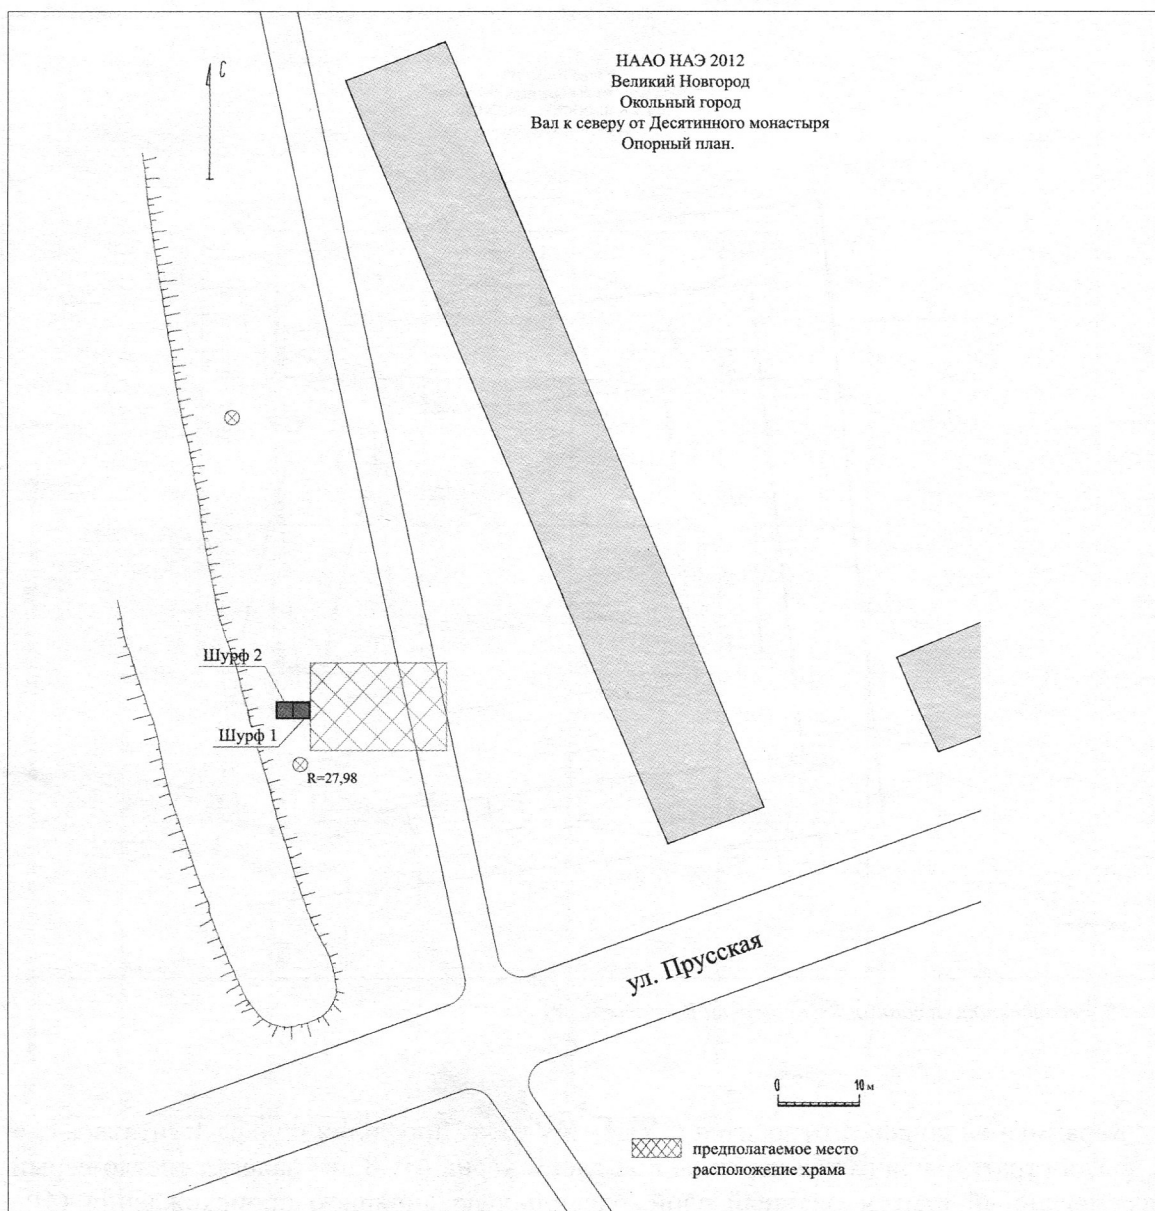 НААО НАЭ 2012
Великий Новгород
Окольный город
Вал к северу от Десятинного монастыря
Опорный план.
С
Шурф 2
Шурф 1
R=27,98
ул. Прусская
0 10 м
предполагаемое место
расположение храма